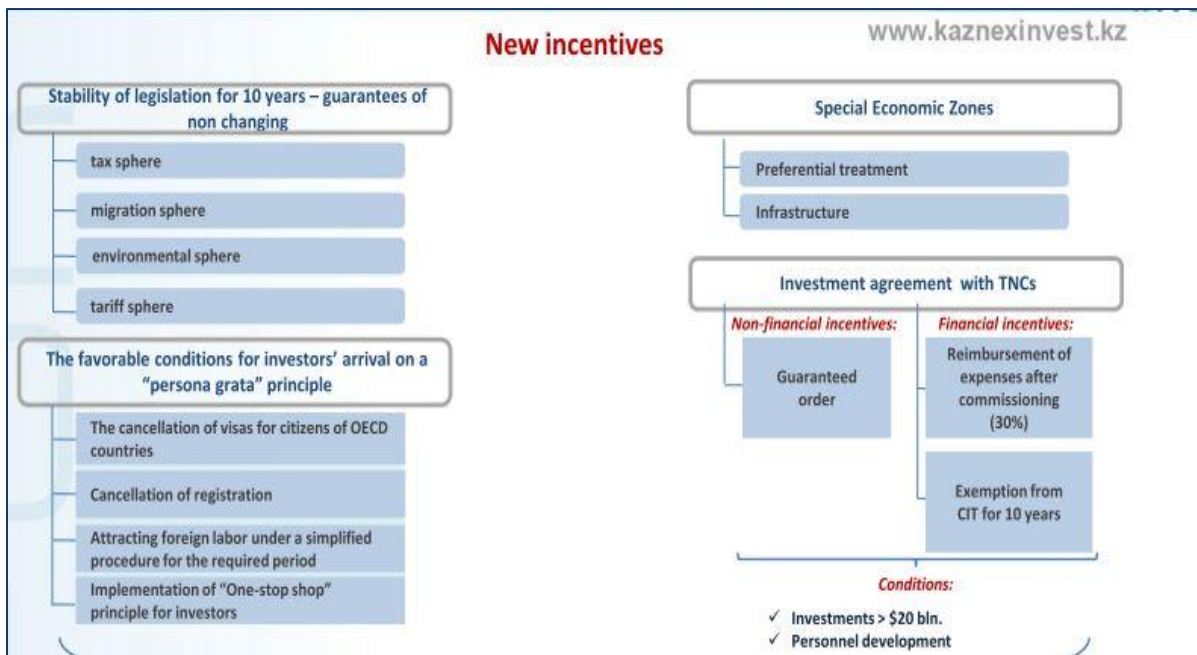 www.kaznexinvest.kz
New incentives
Stability of legislation for 10 years – guarantees of
non changing
tax sphere
migration sphere
environmental sphere
tariff sphere
The favorable conditions for investors' arrival on a
"persona grata" principle
The cancellation of visas for citizens of OECD
countries
Cancellation of registration
Attracting foreign labor under a simplified
procedure for the required period
Implementation of "One-stop shop"
principle for investors
Special Economic Zones
Preferential treatment
Infrastructure
Investment agreement with TNCs
Non-financial incentives:
Guaranteed
order
Financial incentives:
Reimbursement of
expenses after
commissioning
(30%)
Exemption from
CIT for 10 years
Conditions:
✓ Investments > $20 bln.
✓ Personnel development